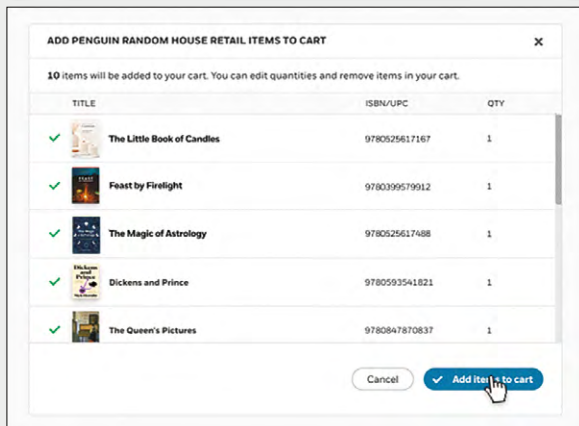 ADD PENGUIN RANDOM HOUSE RETAIL ITEMS TO CART
10 items will be added to your cart. You can edit quantities and remove items in your cart.
TITLE ISBN/UPC QTY
The Little Book of Candles 9780525617167 1
Feast by Firelight 9780399579912 1
The Magic of Astrology 9780525617488 1
Dickens and Prince
Dickens and Prince 9780593541821 1
The Queen's Pictures 9780847870837 1
Cancel Add items to cart